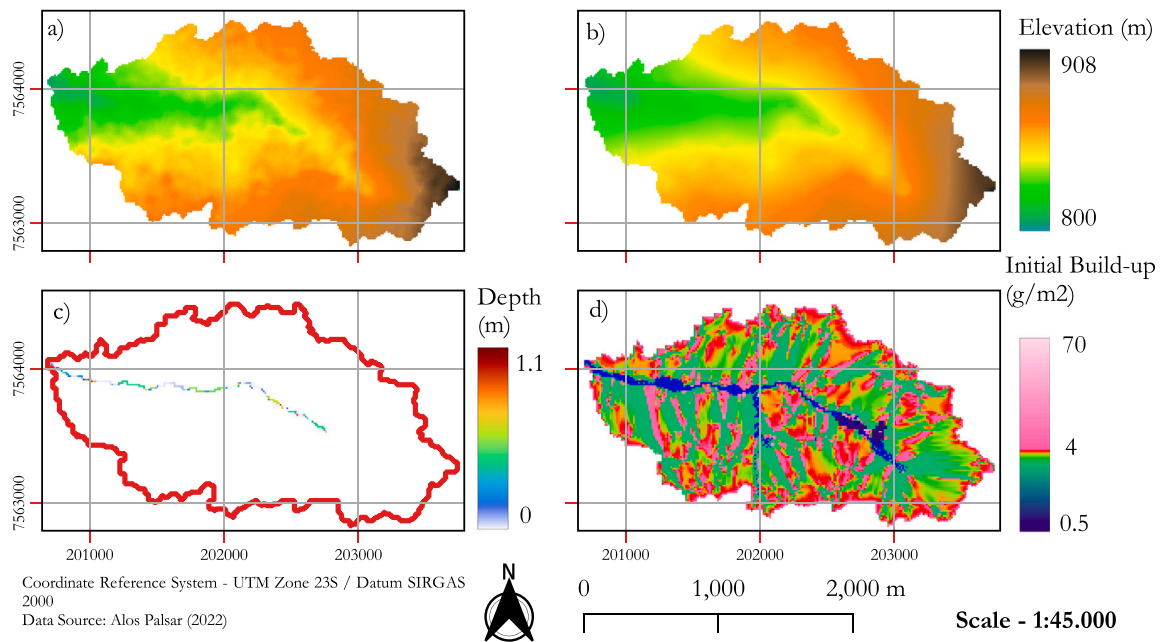 a)
b)
Elevation (m)
908
800
7564000
7563000
c)
Depth
(m)
1.1
0
d)
Initial Build-up
(g/m2)
70
4
0.5
7564000
7563000
201000
202000
203000
201000
202000
203000
Coordinate Reference System - UTM Zone 23S / Datum SIRGAS
2000
Data Source: Alos Palsar (2022)
N
0
1,000
2,000 m
Scale - 1:45.000